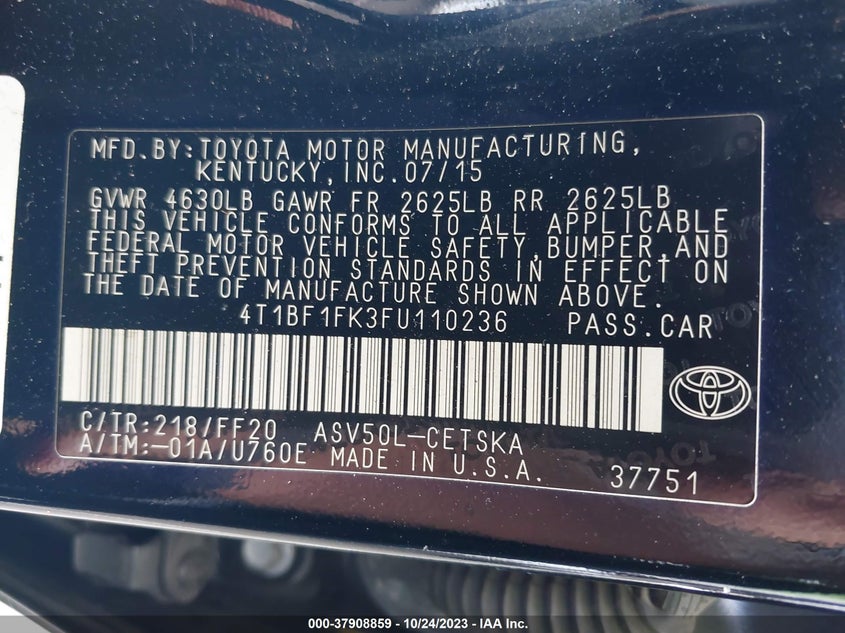 MFD.BY:TOYOTA MOTOR MANUFACTURING,
KENTUCKY,INC.07/15
GVWR 4630LB GAWR FR 2625LB RR 2625LB
THIS VEHICLE CONFORMS TO ALL APPLICABLE
FEDERAL MOTOR VEHICLE SAFETY,BUMPER,AND
THEFT PREVENTION STANDARDS IN EFFECT ON
THE DATE OF MANUFACTURE SHOWN ABOVE.
4T1BF1FK3FU110236 PASS.CAR
C/TR:218/FF20 ASV50L-CETSKA
A/TM:-01A/U760E MADE IN U.S.A. 37751
000-37908859 - 10/24/2023 - IAA Inc.